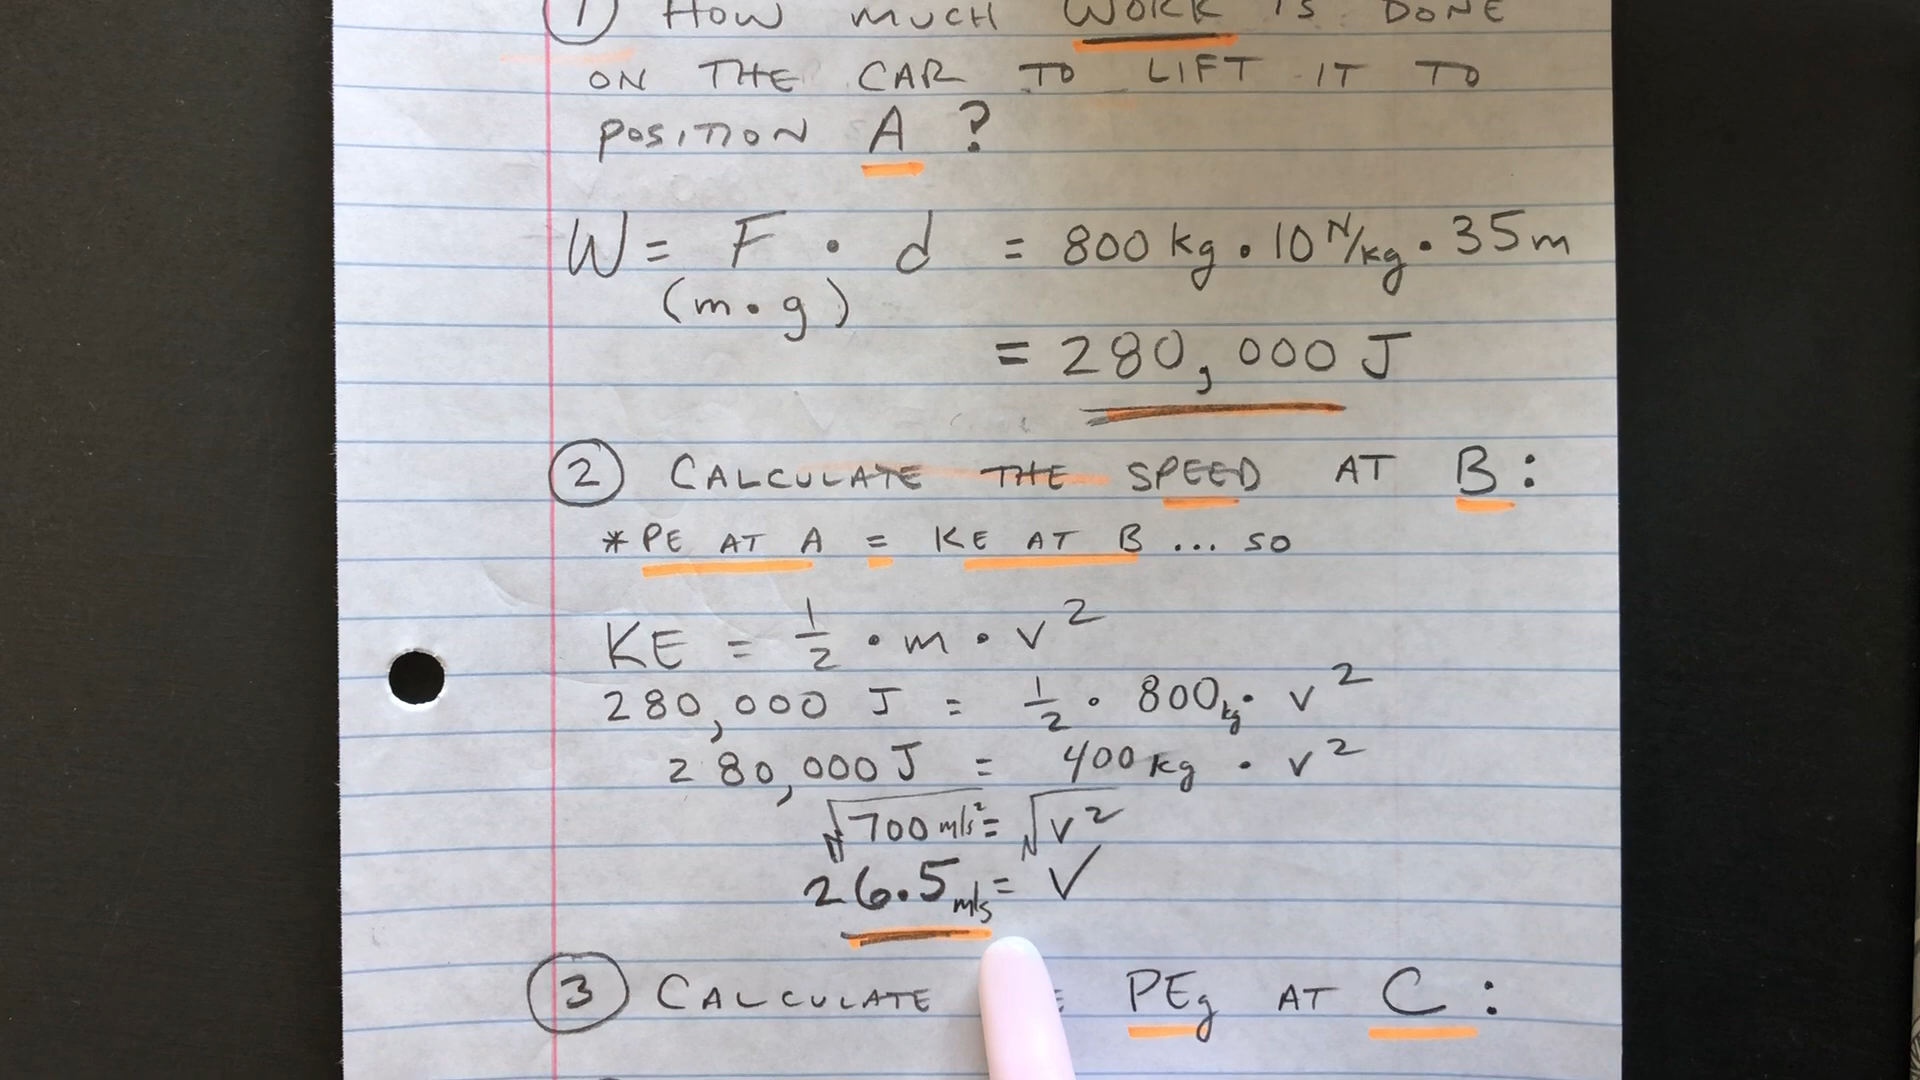 ① HOW MUCH WORK IS DONE
ON THE CAR TO LIFT IT TO
POSITION A ?
W = F · d = 800 kg · 10 N/kg · 35 m
(m · g)
= 280,000 J
② CALCULATE THE SPEED AT B :
* PE AT A = KE AT B ... SO
KE = 1/2 · m · v²
280,000 J = 1/2 · 800 kg · v²
280,000 J = 400 kg · v²
√700 m/s² = √v²
26.5 m/s = V
③ CALCULATE E PEg AT C :